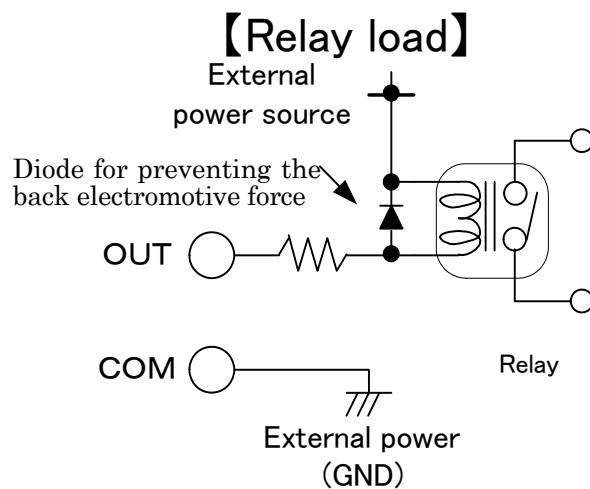 【Relay load】
External
power source
Diode for preventing the
back electromotive force
OUT
COM
Relay
External power
(GND)